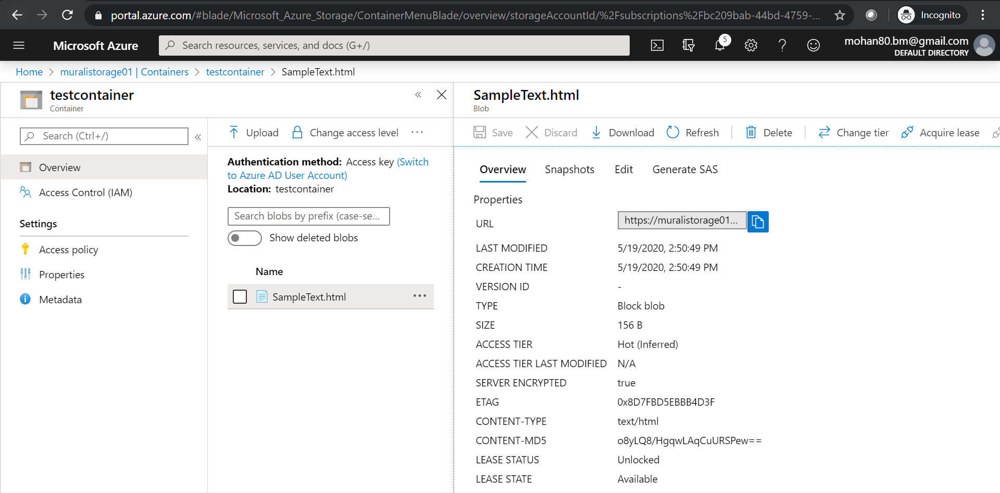 portal.azure.com/#blade/Microsoft_Azure_Storage/ContainerMenuBlade/overview/storageAccountId/%2Fsubscriptions%2Fbc209bab-44bd-4759-...
Incognito
Microsoft Azure
Search resources, services, and docs (G+/)
5
mohan80.bm@gmail.com
DEFAULT DIRECTORY
Home > muralistorage01 | Containers > testcontainer > SampleText.html
testcontainer
Container
Search (Ctrl+/)
Overview
Access Control (IAM)
Settings
Access policy
Properties
Metadata
Upload
Change access level
Authentication method: Access key (Switch
to Azure AD User Account)
Location: testcontainer
Search blobs by prefix (case-se...
Show deleted blobs
Name
SampleText.html
SampleText.html
Blob
Save
Discard
Download
Refresh
Delete
Change tier
Acquire lease
Overview
Snapshots
Edit
Generate SAS
Properties
URL https://muralistorage01...
LAST MODIFIED 5/19/2020, 2:50:49 PM
CREATION TIME 5/19/2020, 2:50:49 PM
VERSION ID -
TYPE Block blob
SIZE 156 B
ACCESS TIER Hot (Inferred)
ACCESS TIER LAST MODIFIED N/A
SERVER ENCRYPTED true
ETAG 0x8D7FBD5EBBB4D3F
CONTENT-TYPE text/html
CONTENT-MD5 o8yLQ8/HgqwLAqCuURSPew==
LEASE STATUS Unlocked
LEASE STATE Available